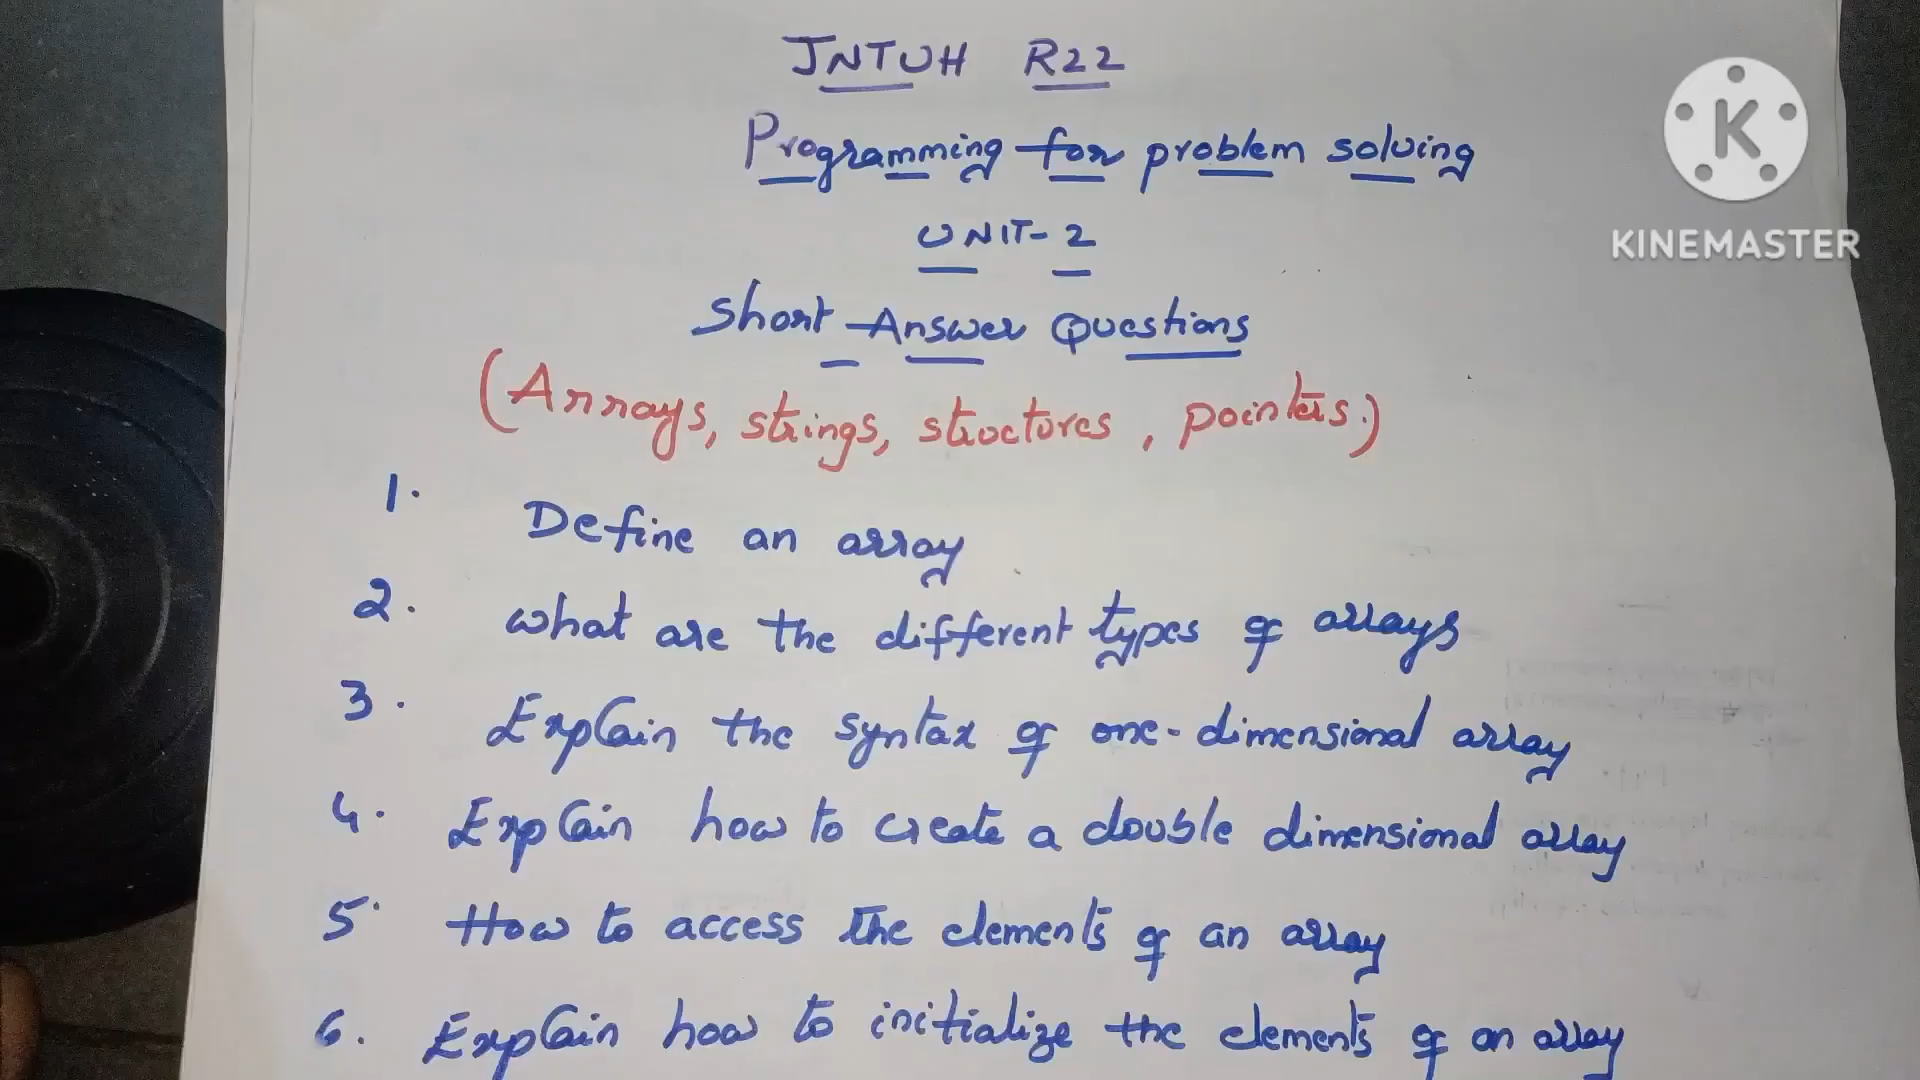 JNTUH R22
Programming for problem solving
UNIT-2
Short Answer Questions
(Arrays, strings, structures, pointers.)
1. Define an array
2. what are the different types of arrays
3. Explain the syntax of one-dimensional array
4. Explain how to create a double dimensional array
5. How to access the elements of an array
6. Explain how to initialize the elements of an array
K
KINEMASTER